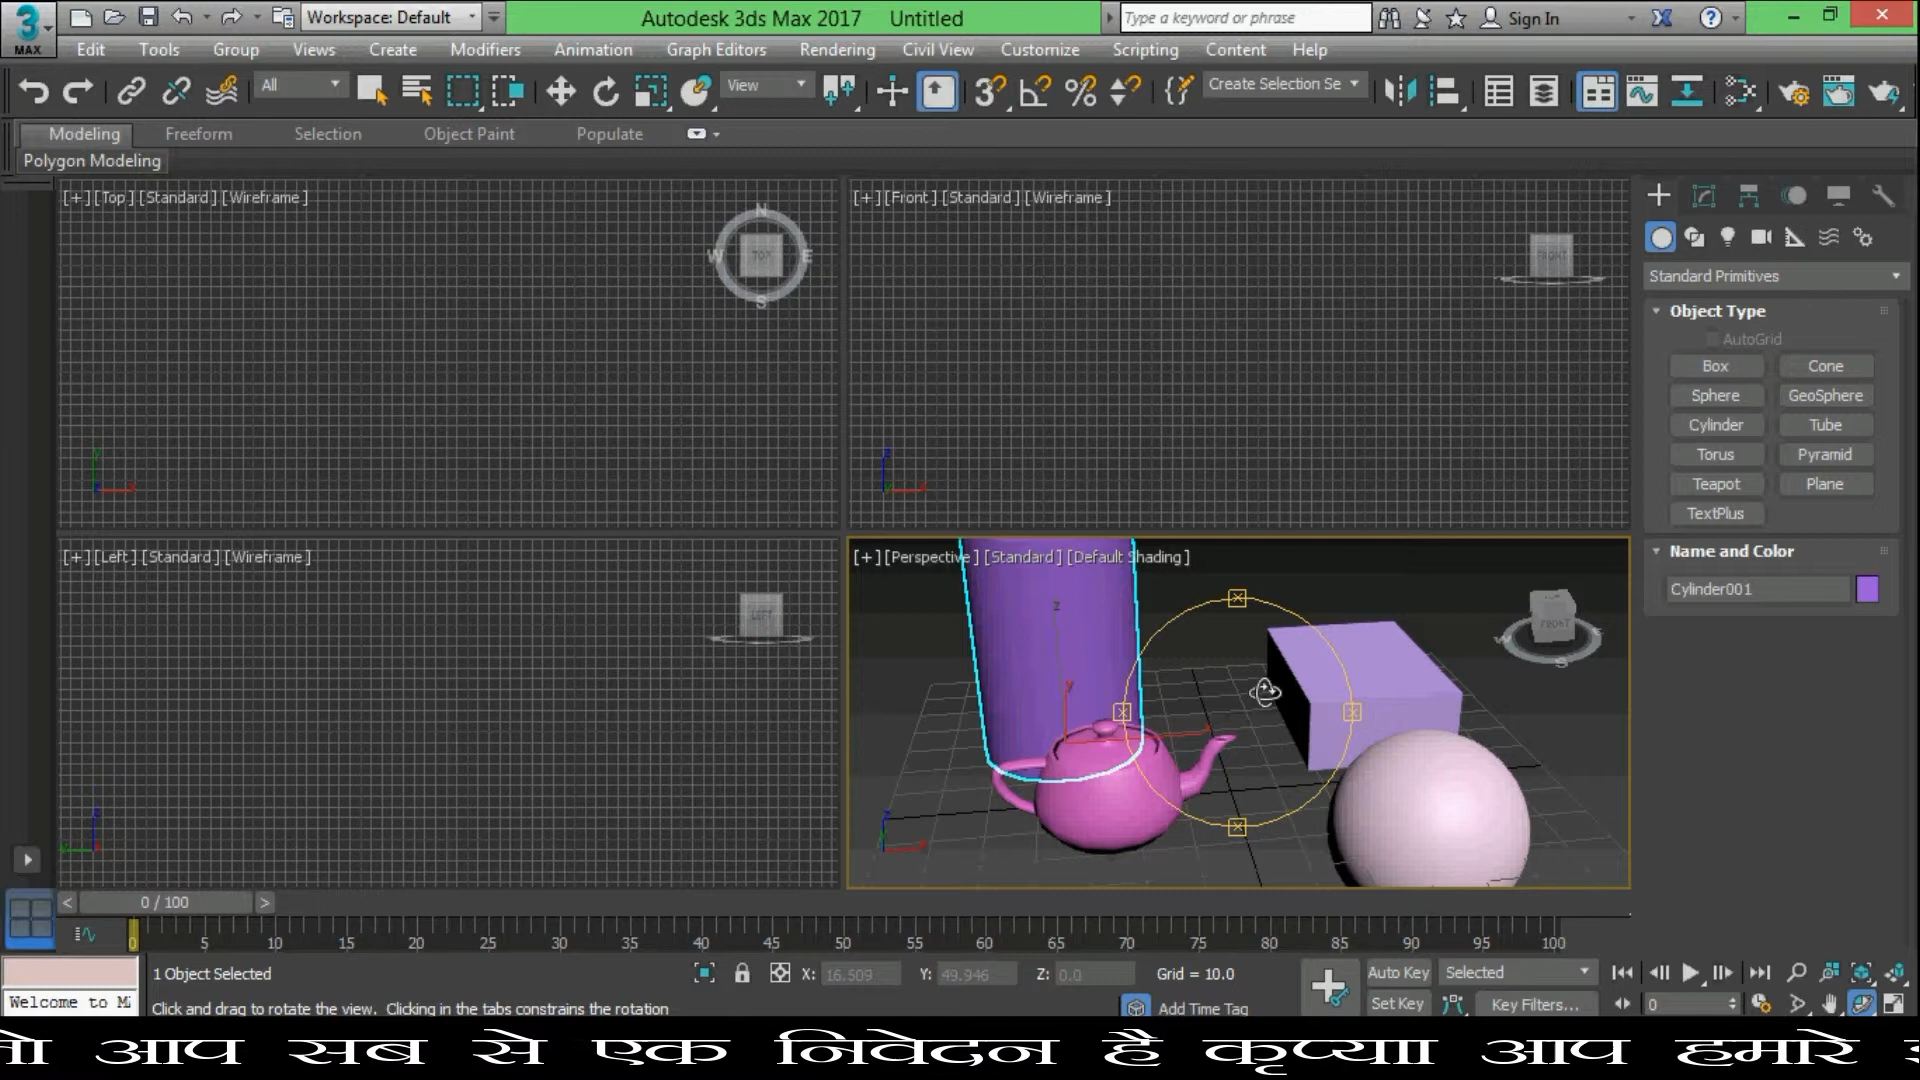 MAX
Workspace: Default
Autodesk 3ds Max 2017 Untitled
Type a keyword or phrase
Sign In
Edit Tools Group Views Create Modifiers Animation Graph Editors Rendering Civil View Customize Scripting Content Help
All
View
Create Selection Se
Modeling Freeform Selection Object Paint Populate
Polygon Modeling
[+][Top][Standard][Wireframe]
N
W TOP E
S
[+][Front][Standard][Wireframe]
FRONT
Standard Primitives
Object Type
AutoGrid
Box Cone
Sphere GeoSphere
Cylinder Tube
Torus Pyramid
Teapot Plane
TextPlus
Name and Color
Cylinder001
[+][Left][Standard][Wireframe]
LEFT
[+][Perspective][Standard][Default Shading]
FRONT
W
S
z
y
x
0 / 100
0 5 10 15 20 25 30 35 40 45 50 55 60 65 70 75 80 85 90 95 100
1 Object Selected
X: 16.509 Y: 49.946 Z: 0.0 Grid = 10.0
Auto Key Selected
Welcome to M
Click and drag to rotate the view. Clicking in the tabs constrains the rotation
Add Time Tag
Set Key Key Filters...
0
आप सब से एक निवेदन है कृप्याा आप हमारे